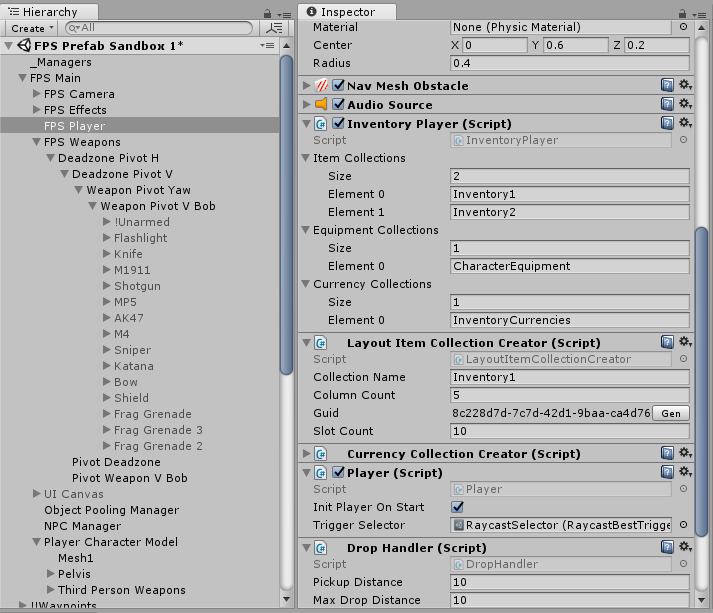 Hierarchy
Create
All
FPS Prefab Sandbox 1*
_Managers
FPS Main
FPS Camera
FPS Effects
FPS Player
FPS Weapons
Deadzone Pivot H
Deadzone Pivot V
Weapon Pivot Yaw
Weapon Pivot V Bob
!Unarmed
Flashlight
Knife
M1911
Shotgun
MP5
AK47
M4
Sniper
Katana
Bow
Shield
Frag Grenade
Frag Grenade 3
Frag Grenade 2
Pivot Deadzone
Pivot Weapon V Bob
UI Canvas
Object Pooling Manager
NPC Manager
Player Character Model
Mesh1
Pelvis
Third Person Weapons
!!Waypoints
Inspector
Material None (Physic Material)
Center X 0 Y 0.6 Z 0.2
Radius 0.4
Nav Mesh Obstacle
Audio Source
Inventory Player (Script)
Script InventoryPlayer
Item Collections
Size 2
Element 0 Inventory1
Element 1 Inventory2
Equipment Collections
Size 1
Element 0 CharacterEquipment
Currency Collections
Size 1
Element 0 InventoryCurrencies
Layout Item Collection Creator (Script)
Script LayoutItemCollectionCreator
Collection Name Inventory1
Column Count 5
Guid 8c228d7d-7c7d-42d1-9baa-ca4d76 Gen
Slot Count 10
Currency Collection Creator (Script)
Player (Script)
Script Player
Init Player On Start
Trigger Selector RaycastSelector (RaycastBestTrigge
Drop Handler (Script)
Script DropHandler
Pickup Distance 10
Max Drop Distance 10